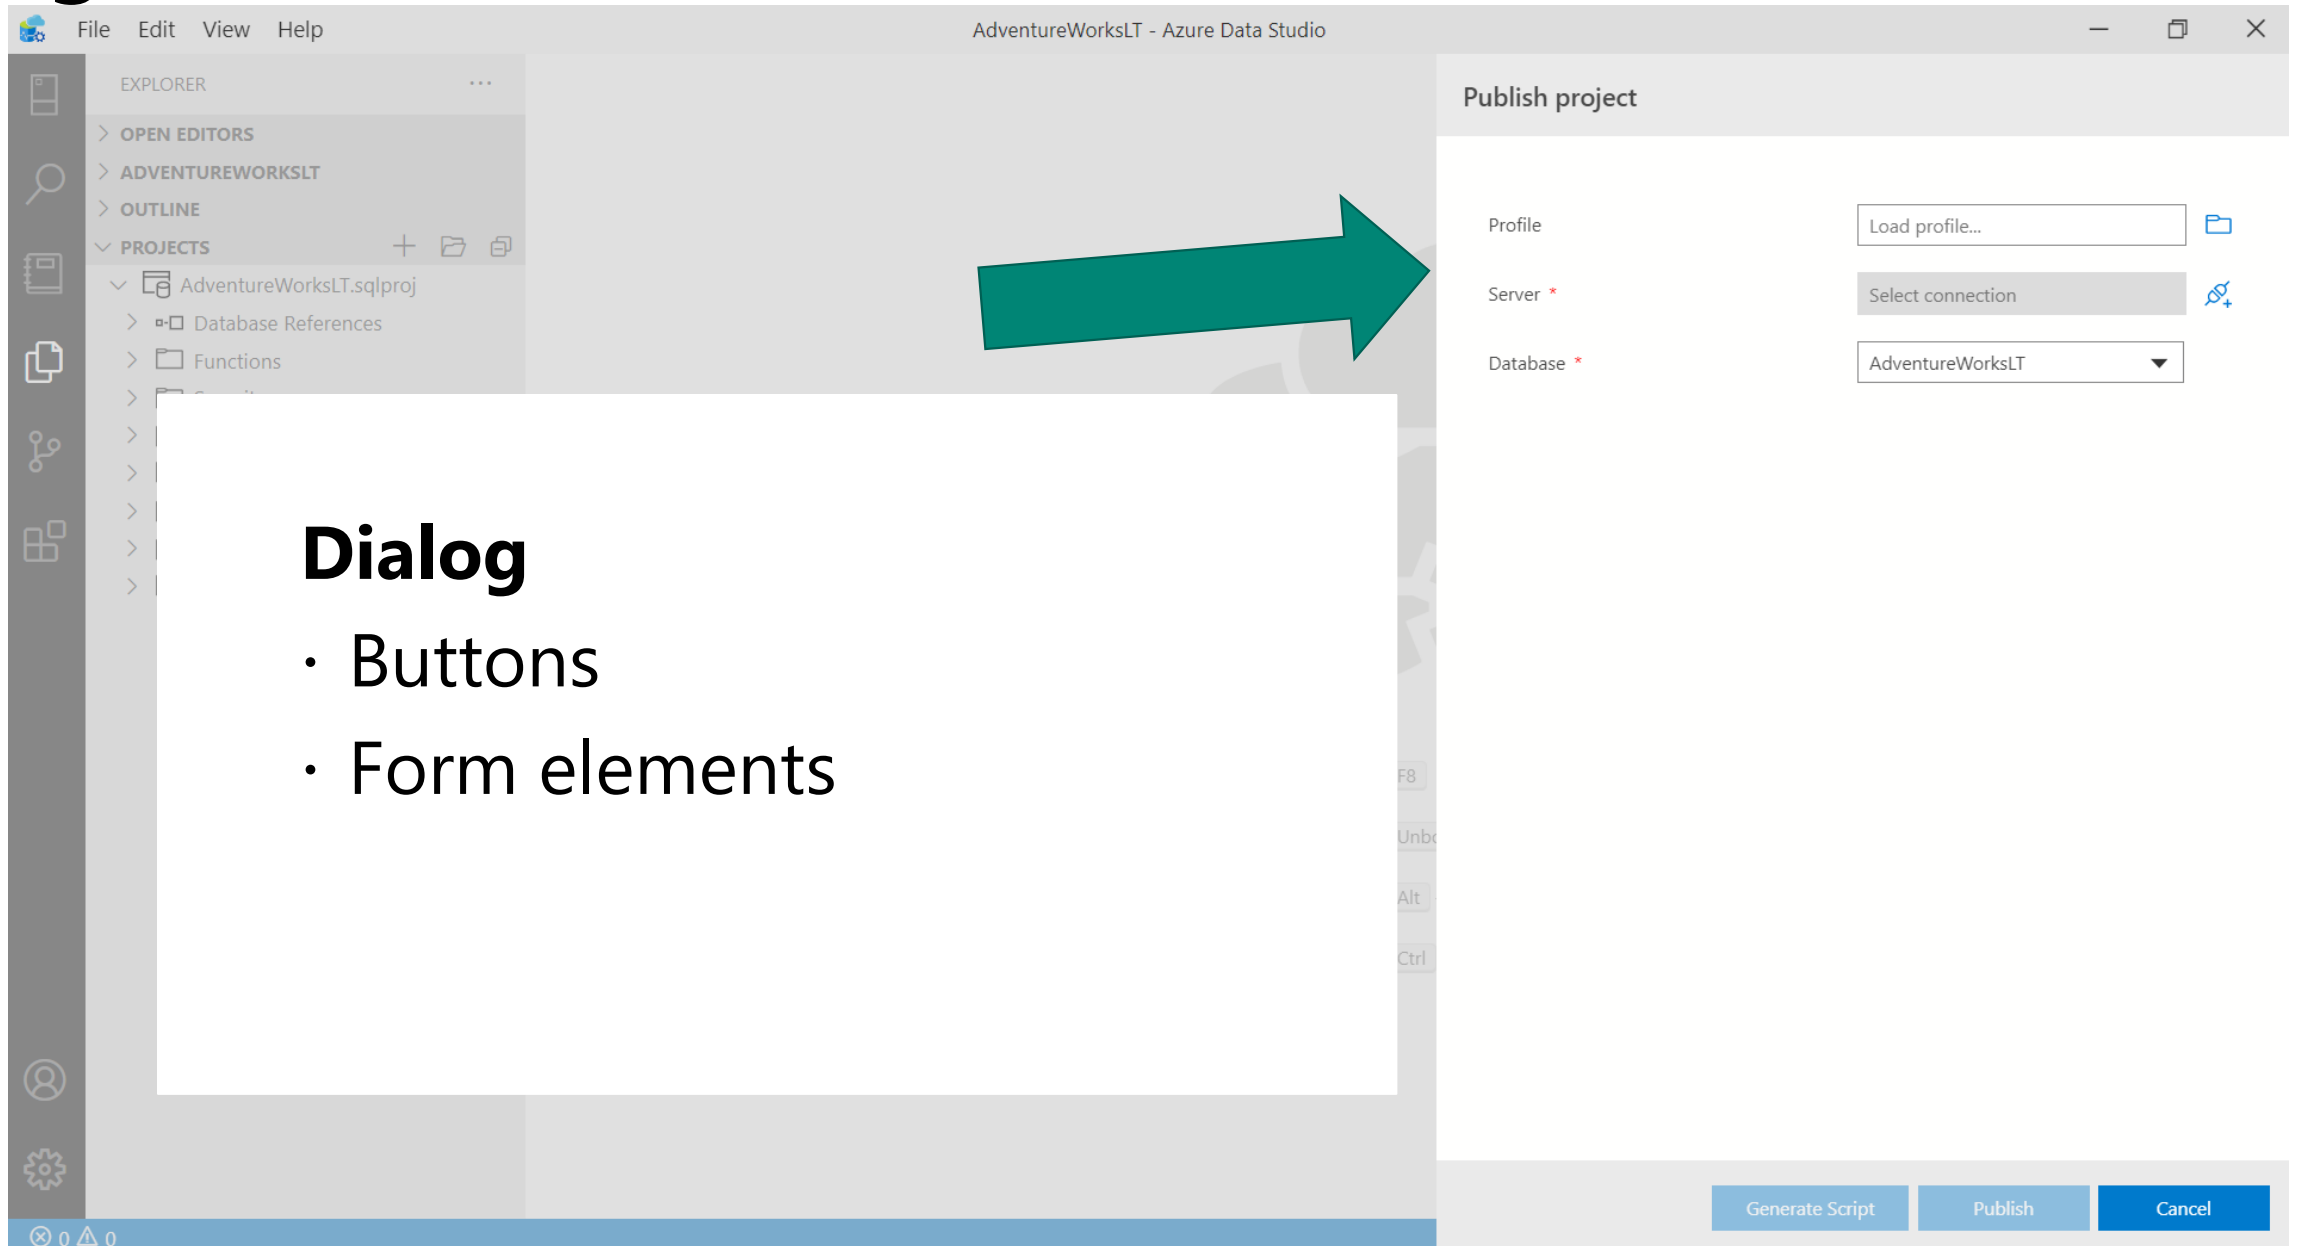 File Edit View Help
AdventureWorksLT - Azure Data Studio
EXPLORER
OPEN EDITORS
ADVENTUREWORKSLT
OUTLINE
PROJECTS
AdventureWorksLT.sqlproj
Database References
Functions
Dialog
· Buttons
· Form elements
F8
Alt
Ctrl
0 0
Publish project
Profile
Load profile...
Server *
Select connection
Database *
AdventureWorksLT
Generate Script
Publish
Cancel